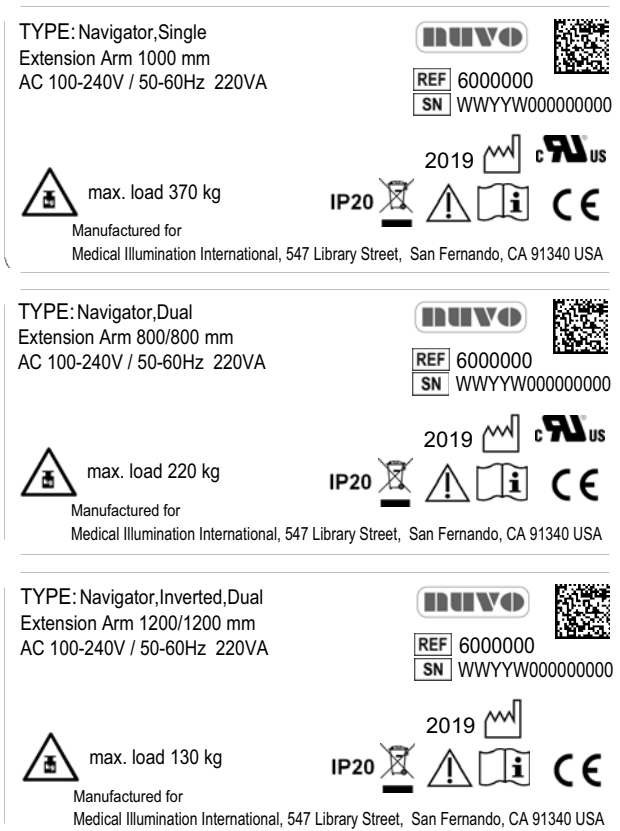 TYPE: Navigator,Single
Extension Arm 1000 mm
AC 100-240V / 50-60Hz 220VA
nuvo
REF 6000000
SN WWYYW000000000
2019
c RU US
max. load 370 kg
IP20
i
CE
Manufactured for
Medical Illumination International, 547 Library Street, San Fernando, CA 91340 USA
TYPE: Navigator,Dual
Extension Arm 800/800 mm
AC 100-240V / 50-60Hz 220VA
nuvo
REF 6000000
SN WWYYW000000000
2019
c RU US
max. load 220 kg
IP20
i
CE
Manufactured for
Medical Illumination International, 547 Library Street, San Fernando, CA 91340 USA
TYPE: Navigator,Inverted,Dual
Extension Arm 1200/1200 mm
AC 100-240V / 50-60Hz 220VA
nuvo
REF 6000000
SN WWYYW000000000
2019
max. load 130 kg
IP20
i
CE
Manufactured for
Medical Illumination International, 547 Library Street, San Fernando, CA 91340 USA